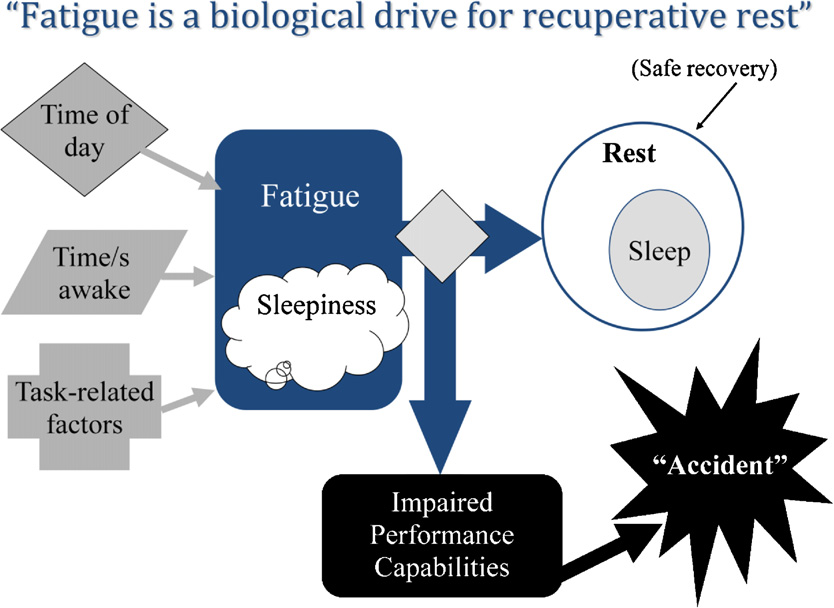 “Fatigue is a biological drive for recuperative rest”
(Safe recovery)
Time of
day
Rest
Fatigue
Time/s
awake
Sleep
Sleepiness
Task-related
factors
“Accident”
Impaired
Performance
Capabilities